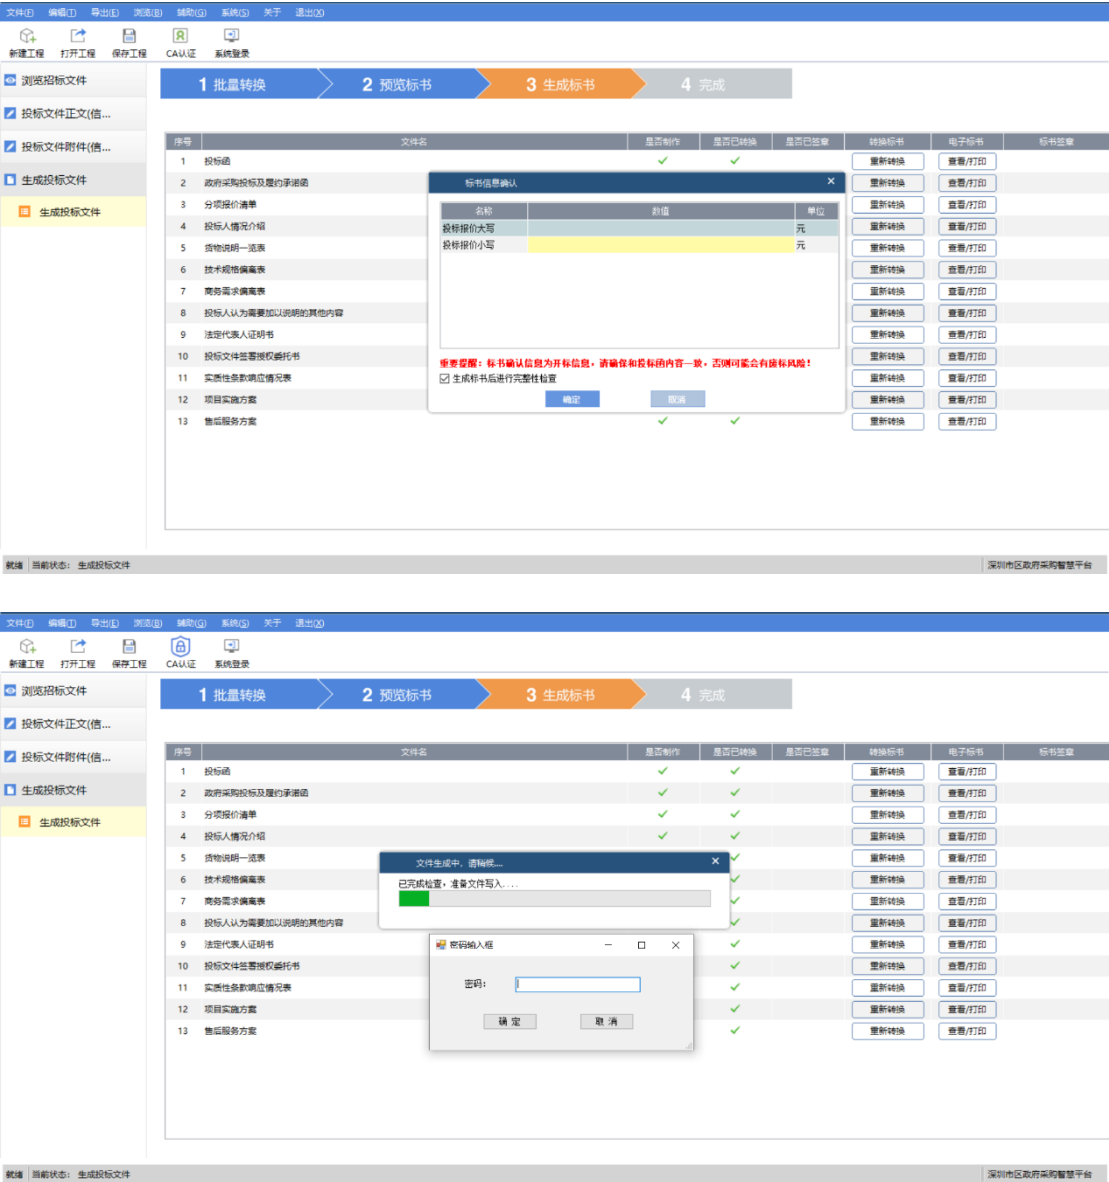 文件(F) 编辑(T) 导出(E) 浏览(B) 辅助(G) 系统(S) 关于 退出(X)
新建工程 打开工程 保存工程 CA认证 系统登录
浏览招标文件
投标文件正文(信...
投标文件附件(信...
生成投标文件
生成投标文件
1 批量转换 2 预览标书 3 生成标书 4 完成
序号 文件名 是否制作 是否已转换 是否已签章 转换标书 电子标书 标书签章
1 投标函 重新转换 查看/打印
2 政府采购投标及履约承诺函 重新转换 查看/打印
3 分项报价清单 重新转换 查看/打印
4 投标人情况介绍 重新转换 查看/打印
5 货物说明一览表 重新转换 查看/打印
6 技术规格偏离表 重新转换 查看/打印
7 商务需求偏离表 重新转换 查看/打印
8 投标人认为需要加以说明的其他内容 重新转换 查看/打印
9 法定代表人证明书 重新转换 查看/打印
10 投标文件签署授权委托书 重新转换 查看/打印
11 实质性条款响应情况表 重新转换 查看/打印
12 项目实施方案 重新转换 查看/打印
13 售后服务方案 重新转换 查看/打印
标书信息确认
名称 数值 单位
投标报价大写 元
投标报价小写 元
重要提醒：标书确认信息为开标信息，请确保和投标函内容一致，否则可能会有废标风险！
生成标书后进行完整性检查
确定 取消
就绪 当前状态： 生成投标文件 深圳市区政府采购智慧平台
文件(F) 编辑(T) 导出(E) 浏览(B) 辅助(G) 系统(S) 关于 退出(X)
新建工程 打开工程 保存工程 CA认证 系统登录
浏览招标文件
投标文件正文(信...
投标文件附件(信...
生成投标文件
生成投标文件
1 批量转换 2 预览标书 3 生成标书 4 完成
序号 文件名 是否制作 是否已转换 是否已签章 转换标书 电子标书 标书签章
1 投标函 重新转换 查看/打印
2 政府采购投标及履约承诺函 重新转换 查看/打印
3 分项报价清单 重新转换 查看/打印
4 投标人情况介绍 重新转换 查看/打印
5 货物说明一览表 重新转换 查看/打印
6 技术规格偏离表 重新转换 查看/打印
7 商务需求偏离表 重新转换 查看/打印
8 投标人认为需要加以说明的其他内容 重新转换 查看/打印
9 法定代表人证明书 重新转换 查看/打印
10 投标文件签署授权委托书 重新转换 查看/打印
11 实质性条款响应情况表 重新转换 查看/打印
12 项目实施方案 重新转换 查看/打印
13 售后服务方案 重新转换 查看/打印
文件生成中，请稍候....
已完成检查，准备文件写入....
密码输入框
密码：
确 定 取 消
就绪 当前状态： 生成投标文件 深圳市区政府采购智慧平台